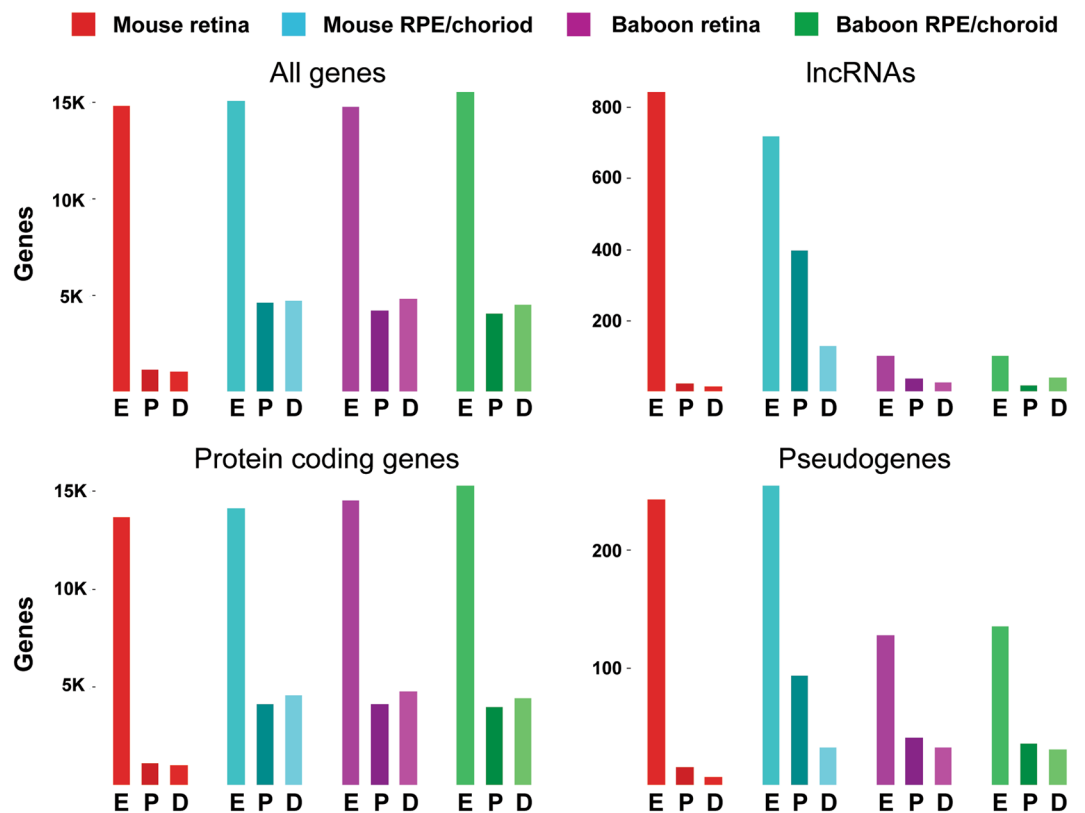 Mouse retina Mouse RPE/choriod Baboon retina Baboon RPE/choroid
All genes
15K
10K
5K
Genes
E P D E P D E P D E P D
lncRNAs
800
600
400
200
E P D E P D E P D E P D
Protein coding genes
15K
10K
5K
Genes
E P D E P D E P D E P D
Pseudogenes
200
100
E P D E P D E P D E P D